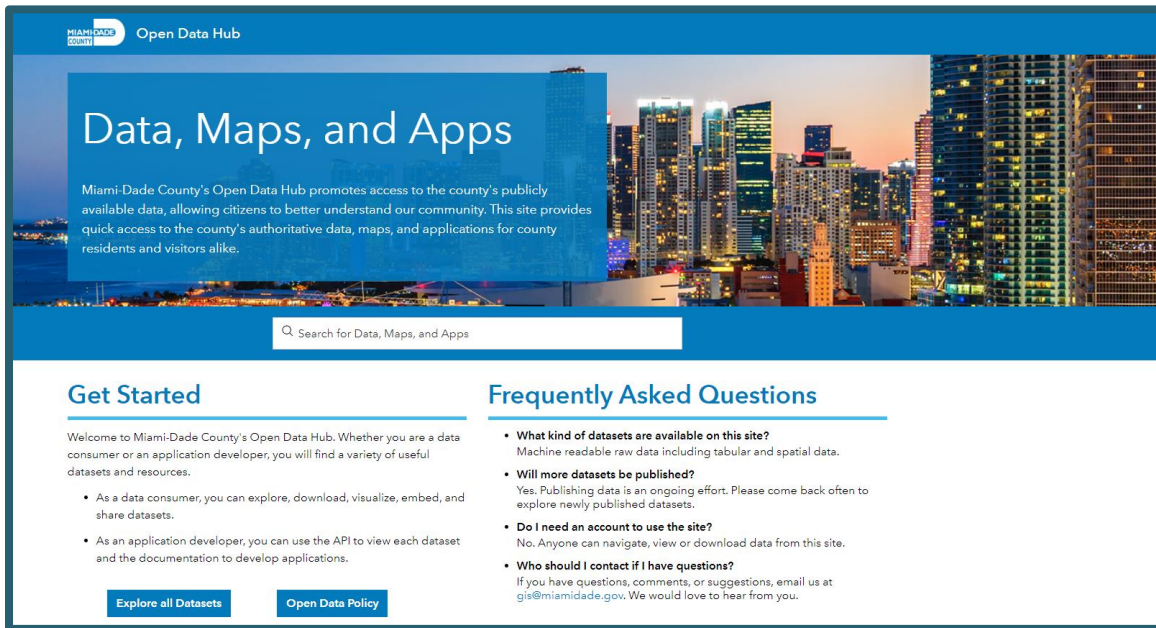 MIAMI-DADE
COUNTY
Open Data Hub
Data, Maps, and Apps
Miami-Dade County's Open Data Hub promotes access to the county's publicly
available data, allowing citizens to better understand our community. This site provides
quick access to the county's authoritative data, maps, and applications for county
residents and visitors alike.
Search for Data, Maps, and Apps
Get Started
Welcome to Miami-Dade County's Open Data Hub. Whether you are a data
consumer or an application developer, you will find a variety of useful
datasets and resources.
• As a data consumer, you can explore, download, visualize, embed, and
share datasets.
• As an application developer, you can use the API to view each dataset
and the documentation to develop applications.
Explore all Datasets
Open Data Policy
Frequently Asked Questions
• What kind of datasets are available on this site?
Machine readable raw data including tabular and spatial data.
• Will more datasets be published?
Yes. Publishing data is an ongoing effort. Please come back often to
explore newly published datasets.
• Do I need an account to use the site?
No. Anyone can navigate, view or download data from this site.
• Who should I contact if I have questions?
If you have questions, comments, or suggestions, email us at
gis@miamidade.gov. We would love to hear from you.